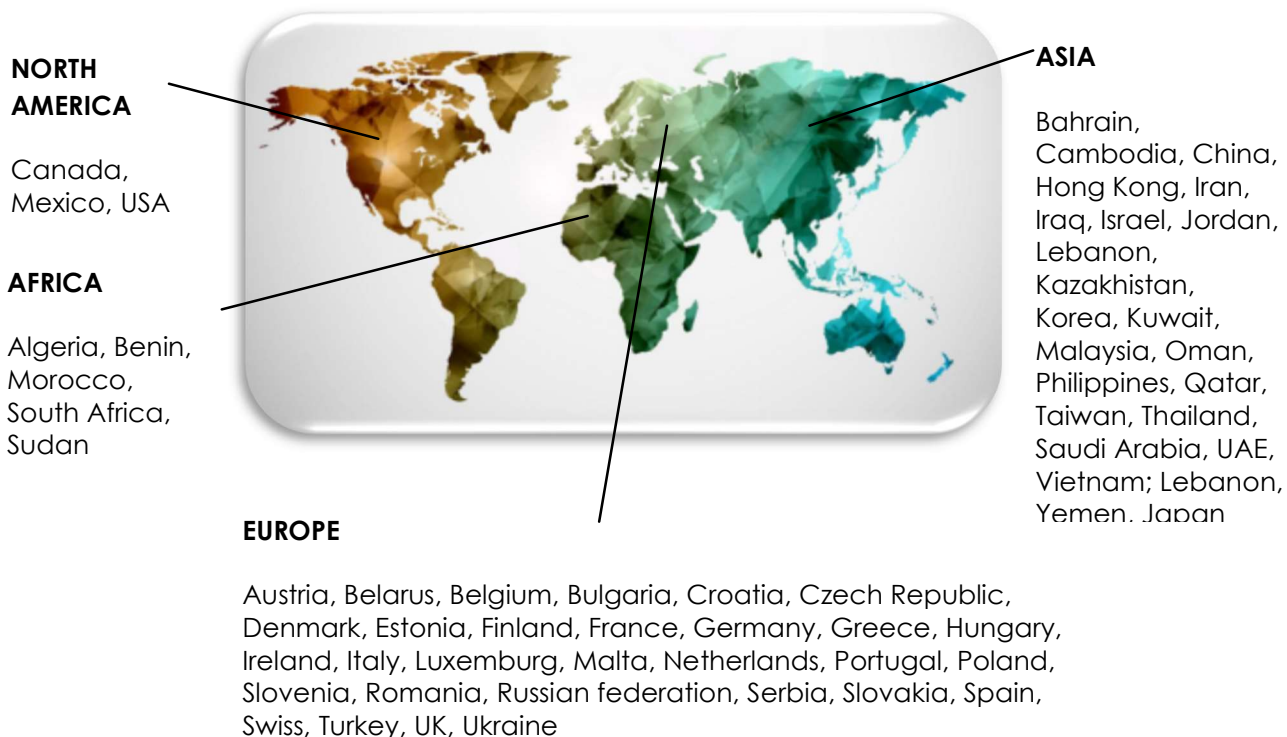 NORTH
AMERICA
Canada,
Mexico, USA
AFRICA
Algeria, Benin,
Morocco,
South Africa,
Sudan
ASIA
Bahrain,
Cambodia, China,
Hong Kong, Iran,
Iraq, Israel, Jordan,
Lebanon,
Kazakhstan,
Korea, Kuwait,
Malaysia, Oman,
Philippines, Qatar,
Taiwan, Thailand,
Saudi Arabia, UAE,
Vietnam; Lebanon,
Yemen, Japan
EUROPE
Austria, Belarus, Belgium, Bulgaria, Croatia, Czech Republic,
Denmark, Estonia, Finland, France, Germany, Greece, Hungary,
Ireland, Italy, Luxemburg, Malta, Netherlands, Portugal, Poland,
Slovenia, Romania, Russian federation, Serbia, Slovakia, Spain,
Swiss, Turkey, UK, Ukraine